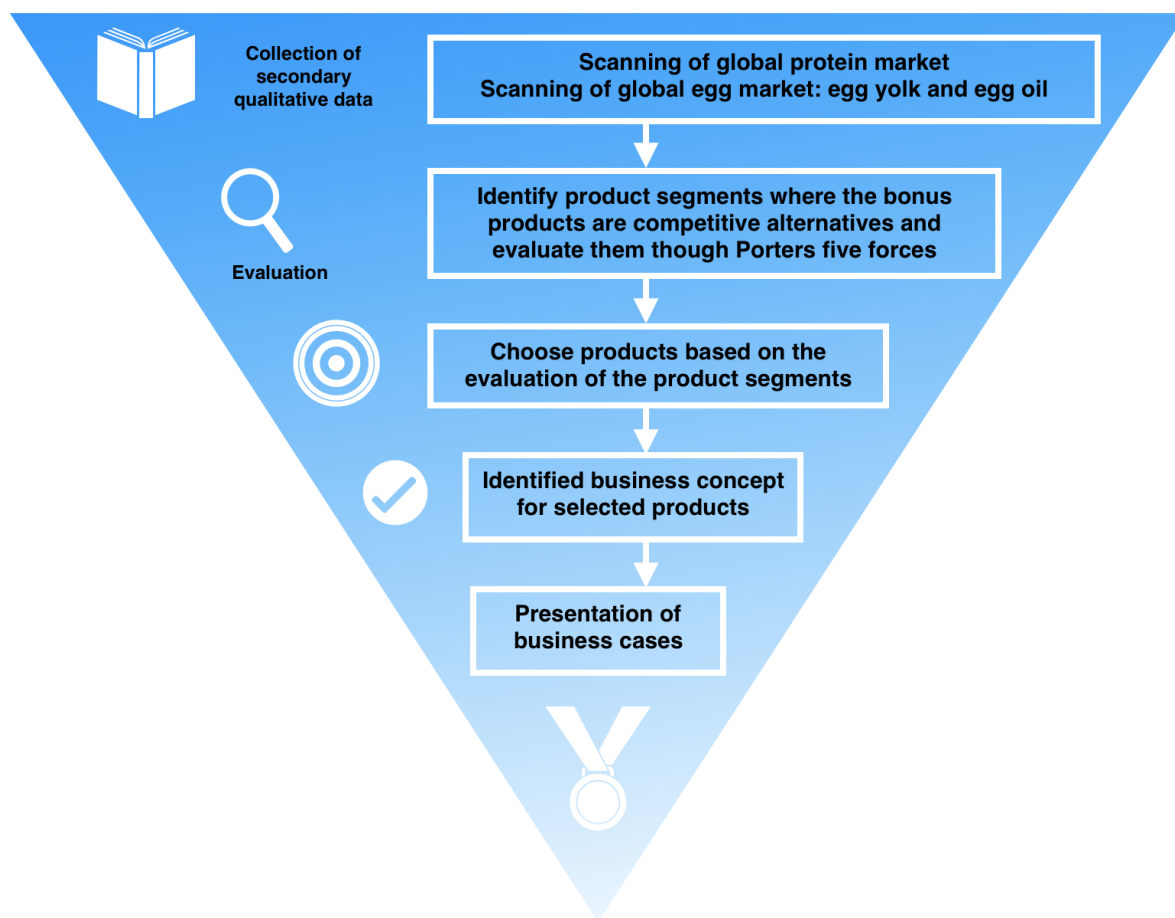 Collection of
secondary
qualitative data
Scanning of global protein market
Scanning of global egg market: egg yolk and egg oil
Identify product segments where the bonus
products are competitive alternatives and
evaluate them though Porters five forces
Evaluation
Choose products based on the
evaluation of the product segments
Identified business concept
for selected products
Presentation of
business cases